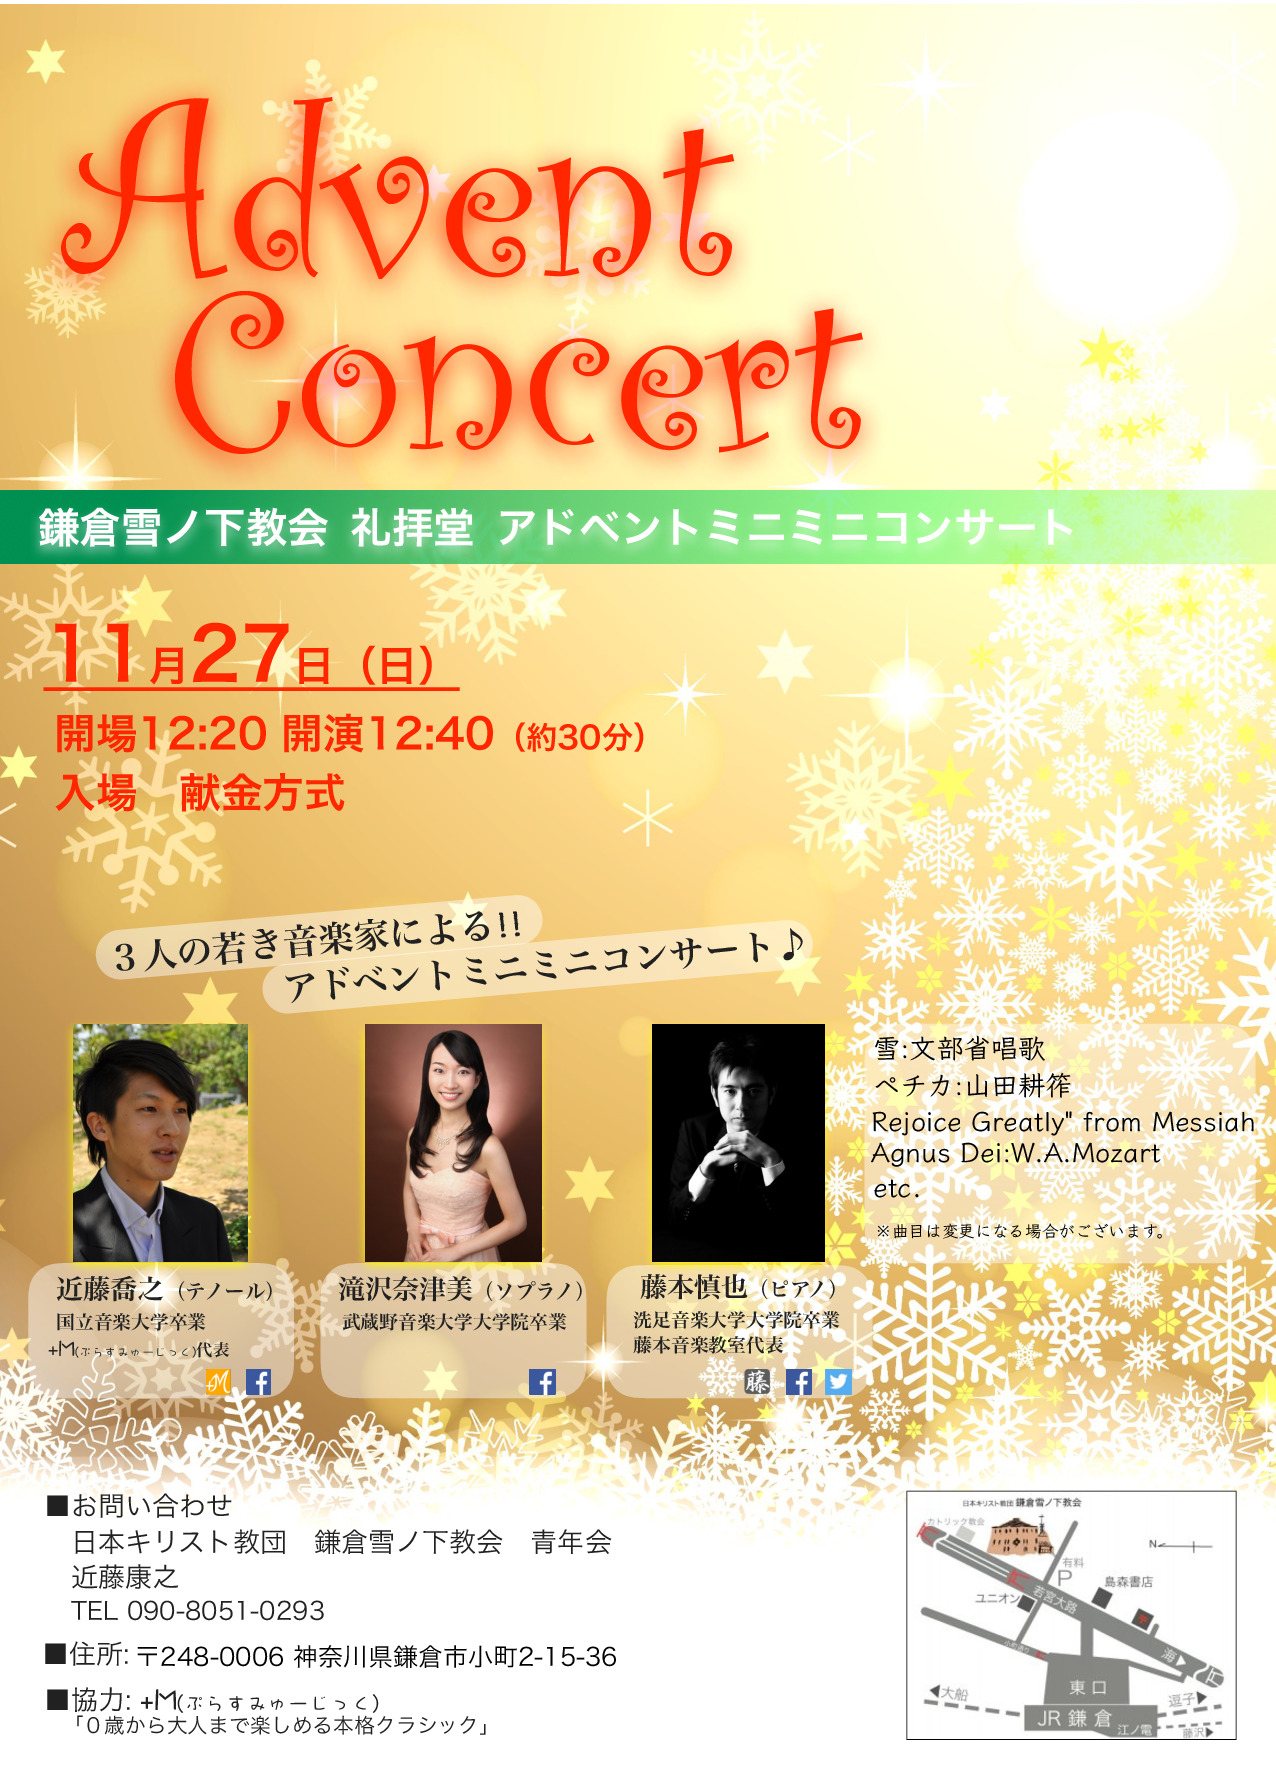 Advent
Concert
鎌倉雪ノ下教会 礼拝堂 アドベントミニミニコンサート
11月27日（日）
開場12:20 開演12:40（約30分）
入場　献金方式
３人の若き音楽家による!!
アドベントミニミニコンサート♪
雪:文部省唱歌
ペチカ:山田耕筰
Rejoice Greatly" from Messiah
Agnus Dei:W.A.Mozart
etc.
※曲目は変更になる場合がございます。
近藤喬之（テノール）
国立音楽大学卒業
+M(ぷらすみゅーじっく)代表
+M
滝沢奈津美（ソプラノ）
武蔵野音楽大学大学院卒業
藤本慎也（ピアノ）
洗足音楽大学大学院卒業
藤本音楽教室代表
藤
■お問い合わせ
日本キリスト教団　鎌倉雪ノ下教会　青年会
近藤康之
TEL 090-8051-0293
■住所: 〒248-0006 神奈川県鎌倉市小町2-15-36
■協力: +M(ぷらすみゅーじっく)
「０歳から大人まで楽しめる本格クラシック」
日本キリスト教団 鎌倉雪ノ下教会
カトリック教会
N
有料
P
島森書店
ユニオン
若宮大路
〒
小町通り
海▶
東口
◀大船
逗子▶
JR 鎌倉
江ノ電
藤沢▶